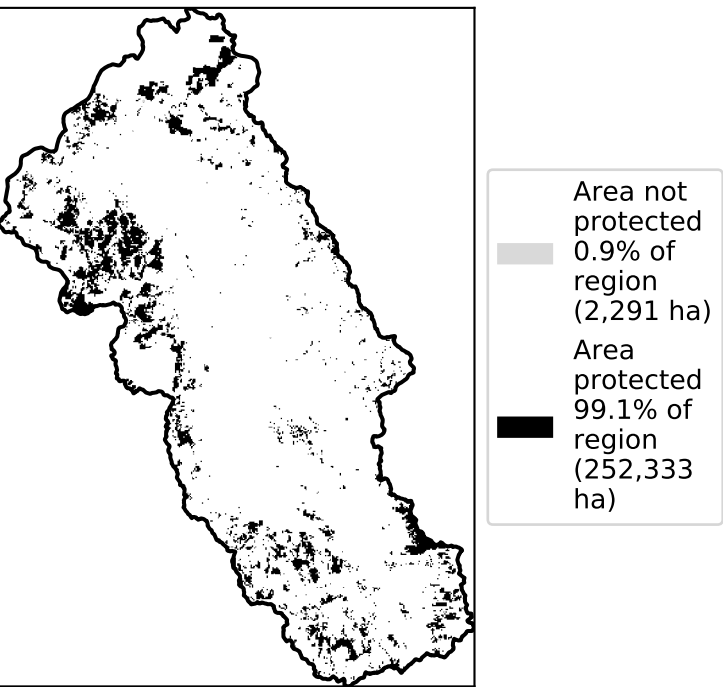 Area not
protected
0.9% of
region
(2,291 ha)
Area
protected
99.1% of
region
(252,333
ha)